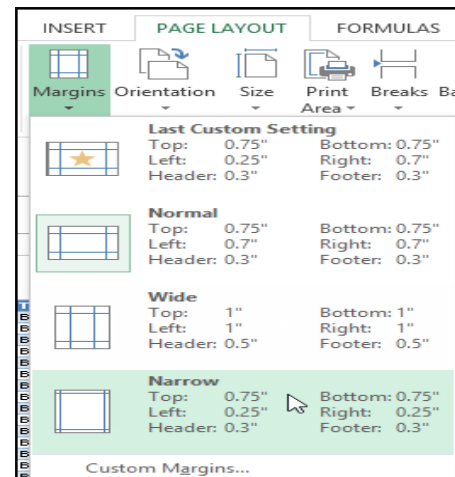 INSERT PAGE LAYOUT FORMULAS
Margins Orientation Size Print Area Breaks
Last Custom Setting
Top: 0.75" Bottom: 0.75"
Left: 0.25" Right: 0.7"
Header: 0.3" Footer: 0.3"
Normal
Top: 0.75" Bottom: 0.75"
Left: 0.7" Right: 0.7"
Header: 0.3" Footer: 0.3"
Wide
Top: 1" Bottom: 1"
Left: 1" Right: 1"
Header: 0.5" Footer: 0.5"
Narrow
Top: 0.75" Bottom: 0.75"
Left: 0.25" Right: 0.25"
Header: 0.3" Footer: 0.3"
Custom Margins...